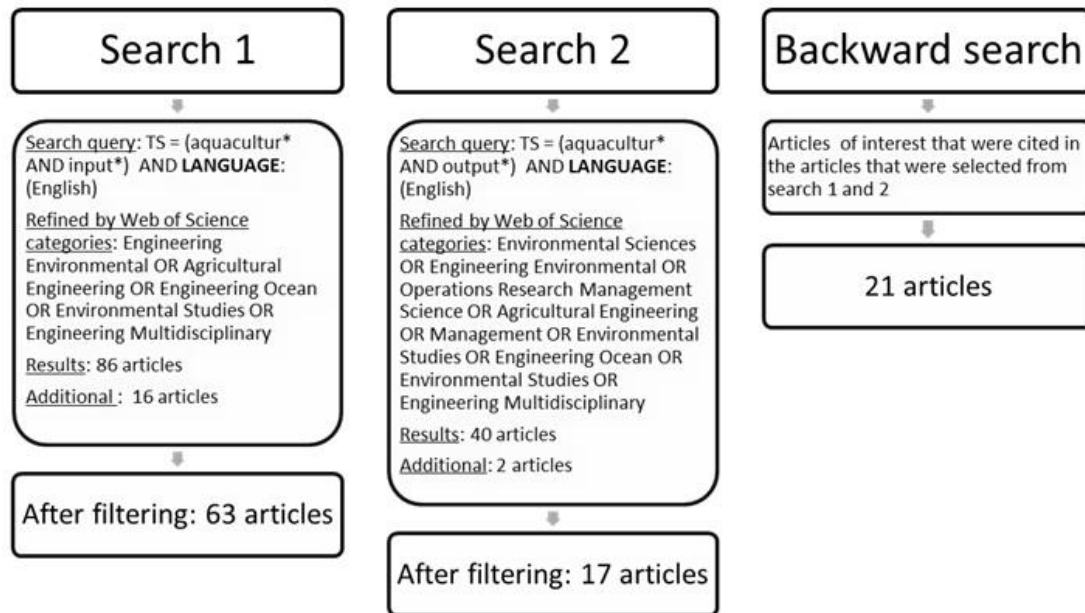 Search 1
Search query: TS = (aquacultur*
AND input*)  AND LANGUAGE:
(English)
Refined by Web of Science
categories: Engineering
Environmental OR Agricultural
Engineering OR Engineering Ocean
OR Environmental Studies OR
Engineering Multidisciplinary
Results: 86 articles
Additional :  16 articles
After filtering: 63 articles
Search 2
Search query: TS = (aquacultur*
AND output*)  AND LANGUAGE:
(English)
Refined by Web of Science
categories: Environmental Sciences
OR Engineering Environmental OR
Operations Research Management
Science OR Agricultural Engineering
OR Management OR Environmental
Studies OR Engineering Ocean OR
Environmental Studies OR
Engineering Multidisciplinary
Results: 40 articles
Additional: 2 articles
After filtering: 17 articles
Backward search
Articles  of interest that were cited in
the articles that were selected from
search 1 and 2
21 articles